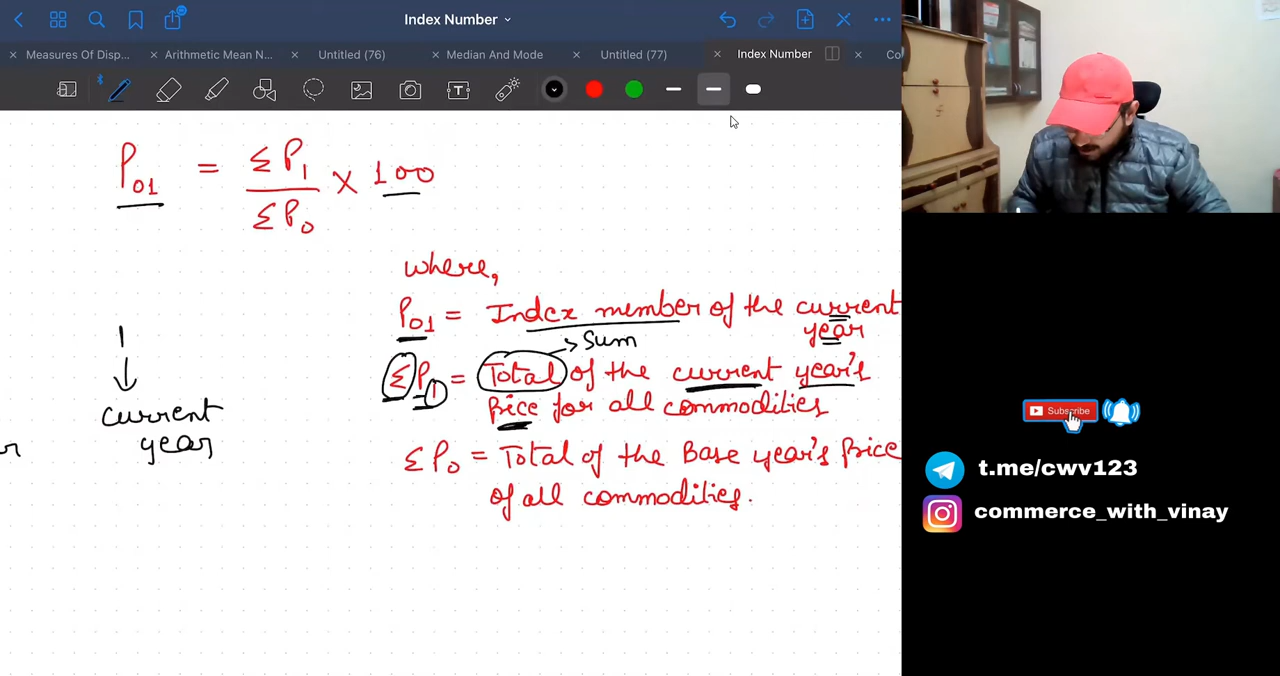 Index Number
Measures Of Disp...
Arithmetic Mean N...
Untitled (76)
Median And Mode
Untitled (77)
Index Number
Co
P01 = ΣP1 / ΣP0 × 100
where,
P01 = Index member of the current
year
Sum
ΣP1 = Total of the current year's
Price for all commodities
ΣP0 = Total of the Base year's Price
of all commodities.
1
current
year
r
Subscribe
t.me/cwv123
commerce_with_vinay